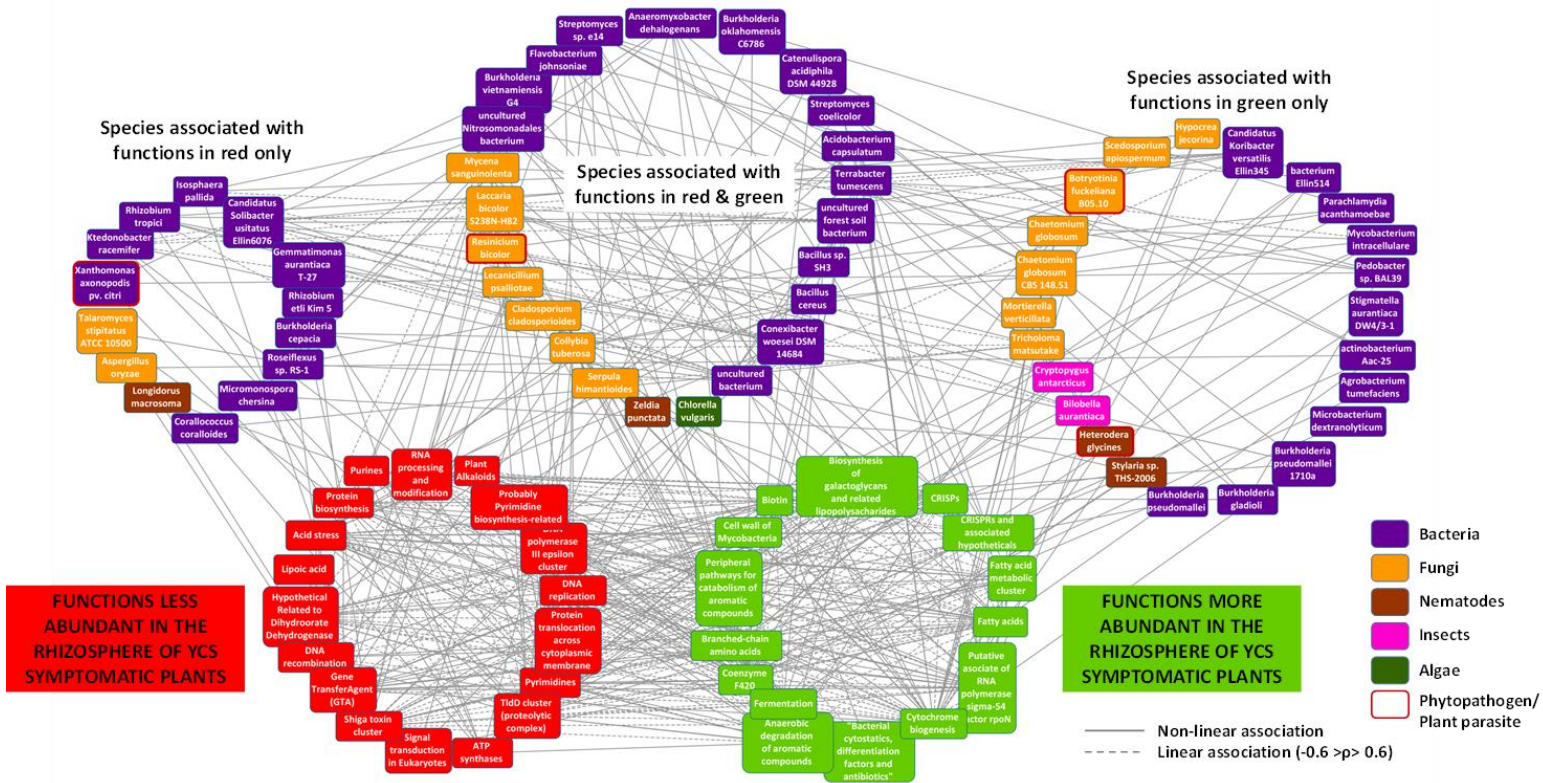 Streptomyces
sp. e14
Anaeromyxobacter
dehalogenans
Burkholderia
oklahomensis
C6786
Flavobacterium
johnsoniae
Catenulispora
acidiphila
DSM 44928
Burkholderia
vietnamiensis
G4
Streptomyces
coelicolor
uncultured
Nitrosomonadales
bacterium
Acidobacterium
capsulatum
Mycena
sanguinolenta
Terrabacter
tumescens
Laccaria
bicolor
S238N-H82
uncultured
forest soil
bacterium
Resinicium
bicolor
Bacillus sp.
SH3
Lecanicillium
psalliotae
Bacillus
cereus
Cladosporium
cladosporioides
Conexibacter
woesei DSM
14684
Collybia
tuberosa
uncultured
bacterium
Serpula
himantioides
Zeldia
punctata
Chlorella
vulgaris
Species associated with
functions in red & green
Species associated with
functions in red only
Isosphaera
pallida
Rhizobium
tropici
Candidatus
Solibacter
usitatus
Ellin6076
Ktedonobacter
racemifer
Gemmatimonas
aurantiaca
T-27
Xanthomonas
axonopodis
pv. citri
Rhizobium
etli Kim 5
Talaromyces
stipitatus
ATCC 10500
Burkholderia
cepacia
Aspergillus
oryzae
Roseiflexus
sp. RS-1
Longidorus
macrosoma
Micromonospora
chersina
Corallococcus
coralloides
Species associated with
functions in green only
Hypocrea
jecorina
Scedosporium
apiospermum
Candidatus
Koribacter
versatilis
Ellin345
Botryotinia
fuckeliana
B05.10
bacterium
Ellin514
Chaetomium
globosum
Parachlamydia
acanthamoebae
Mycobacterium
intracellulare
Chaetomium
globosum
CBS 148.51
Pedobacter
sp. BAL39
Mortierella
verticillata
Stigmatella
aurantiaca
DW4/3-1
Tricholoma
matsutake
actinobacterium
Aac-25
Cryptopygus
antarcticus
Agrobacterium
tumefaciens
Bilobella
aurantiaca
Microbacterium
dextranolyticum
Heterodera
glycines
Burkholderia
pseudomallei
1710a
Stylaria sp.
THS-2006
Burkholderia
pseudomallei
Burkholderia
gladioli
Purines
RNA
processing
and
modification
Plant
Alkaloids
Protein
biosynthesis
Probably
Pyrimidine
biosynthesis-related
Acid stress
DNA
polymerase
III epsilon
cluster
Lipoic acid
DNA
replication
Hypothetical
Related to
Dihydroorate
Dehydrogenase
Protein
translocation
across
cytoplasmic
membrane
DNA
recombination
Pyrimidines
Gene
TransferAgent
(GTA)
TldD cluster
(proteolytic
complex)
Shiga toxin
cluster
Signal
transduction
in Eukaryotes
ATP
synthases
FUNCTIONS LESS
ABUNDANT IN THE
RHIZOSPHERE OF YCS
SYMPTOMATIC PLANTS
Biosynthesis
of
galactoglycans
and related
lipopolysacharides
Biotin
CRISPs
Cell wall of
Mycobacteria
CRISPRs and
associated
hypotheticals
Peripheral
pathways for
catabolism of
aromatic
compounds
Fatty acid
metabolic
cluster
Fatty acids
Branched-chain
amino acids
Putative
asociate of
RNA
polymerase
sigma-54
factor rpoN
Coenzyme
F420
Fermentation
Cytochrome
biogenesis
Anaerobic
degradation
of aromatic
compounds
"Bacterial
cytostatics,
differentiation
factors and
antibiotics"
FUNCTIONS MORE
ABUNDANT IN THE
RHIZOSPHERE OF YCS
SYMPTOMATIC PLANTS
Bacteria
Fungi
Nematodes
Insects
Algae
Phytopathogen/
Plant parasite
Non-linear association
Linear association (-0.6 >p> 0.6)